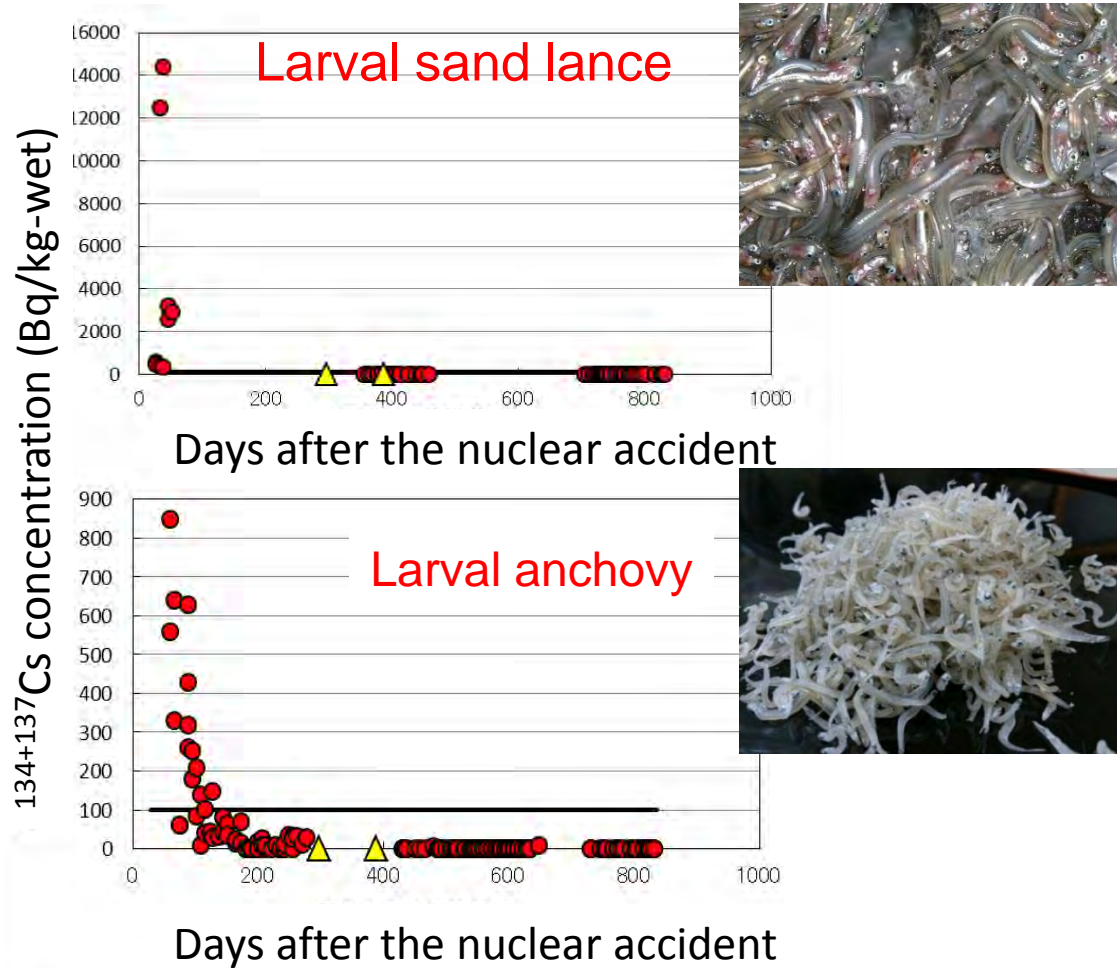 Larval sand lance
16000
14000
12000
10000
8000
6000
4000
2000
0
0 200 400 600 800 1000
Days after the nuclear accident
134+137Cs concentration (Bq/kg-wet)
Larval anchovy
900
800
700
600
500
400
300
200
100
0
0 200 400 600 800 1000
Days after the nuclear accident